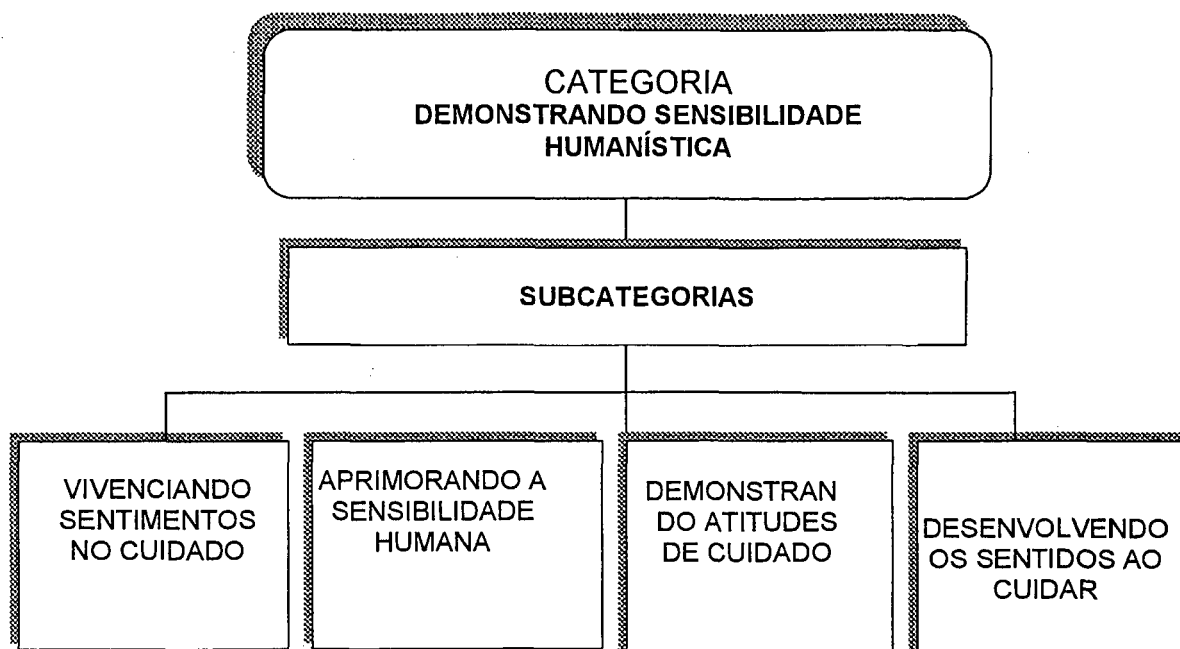 CATEGORIA
DEMONSTRANDO SENSIBILIDADE
HUMANÍSTICA
SUBCATEGORIAS
VIVENCIANDO
SENTIMENTOS
NO CUIDADO
APRIMORANDO A
SENSIBILIDADE
HUMANA
DEMONSTRAN
DO ATITUDES
DE CUIDADO
DESENVOLVENDO
OS SENTIDOS AO
CUIDAR